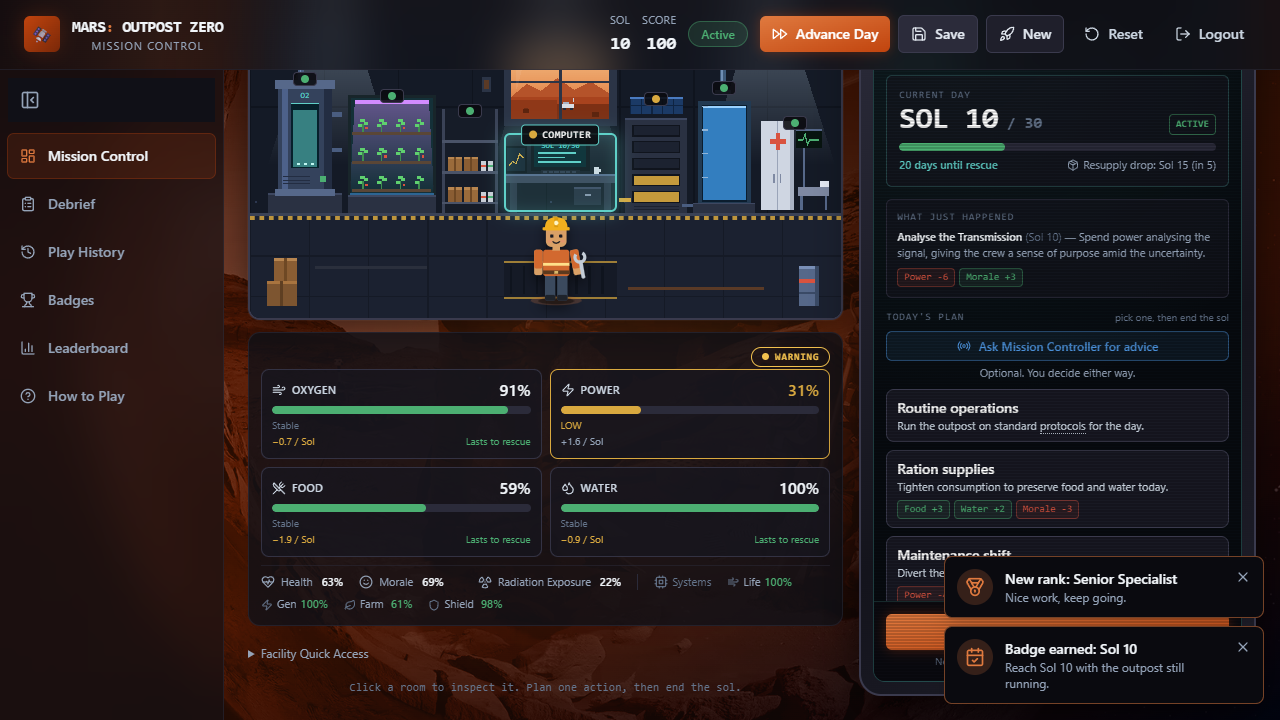 MARS: OUTPOST ZERO
MISSION CONTROL
SOL
10
SCORE
100
Active
Advance Day
Save
New
Reset
Logout
Mission Control
Debrief
Play History
Badges
Leaderboard
How to Play
O2
COMPUTER
SOL 10/30
WARNING
OXYGEN
91%
Stable
−0.7 / Sol
Lasts to rescue
POWER
31%
LOW
+1.6 / Sol
FOOD
59%
Stable
−1.9 / Sol
Lasts to rescue
WATER
100%
Stable
−0.9 / Sol
Lasts to rescue
Health 63%
Morale 69%
Radiation Exposure 22%
Systems
Life 100%
Gen 100%
Farm 61%
Shield 98%
Facility Quick Access
Click a room to inspect it. Plan one action, then end the sol.
CURRENT DAY
SOL 10 / 30
ACTIVE
20 days until rescue
Resupply drop: Sol 15 (in 5)
WHAT JUST HAPPENED
Analyse the Transmission (Sol 10) — Spend power analysing the
signal, giving the crew a sense of purpose amid the uncertainty.
Power -6
Morale +3
TODAY'S PLAN
pick one, then end the sol
Ask Mission Controller for advice
Optional. You decide either way.
Routine operations
Run the outpost on standard protocols for the day.
Ration supplies
Tighten consumption to preserve food and water today.
Food +3
Water +2
Morale -3
Maintenance shift
Divert the
Power
New rank: Senior Specialist
Nice work, keep going.
Badge earned: Sol 10
Reach Sol 10 with the outpost still
running.